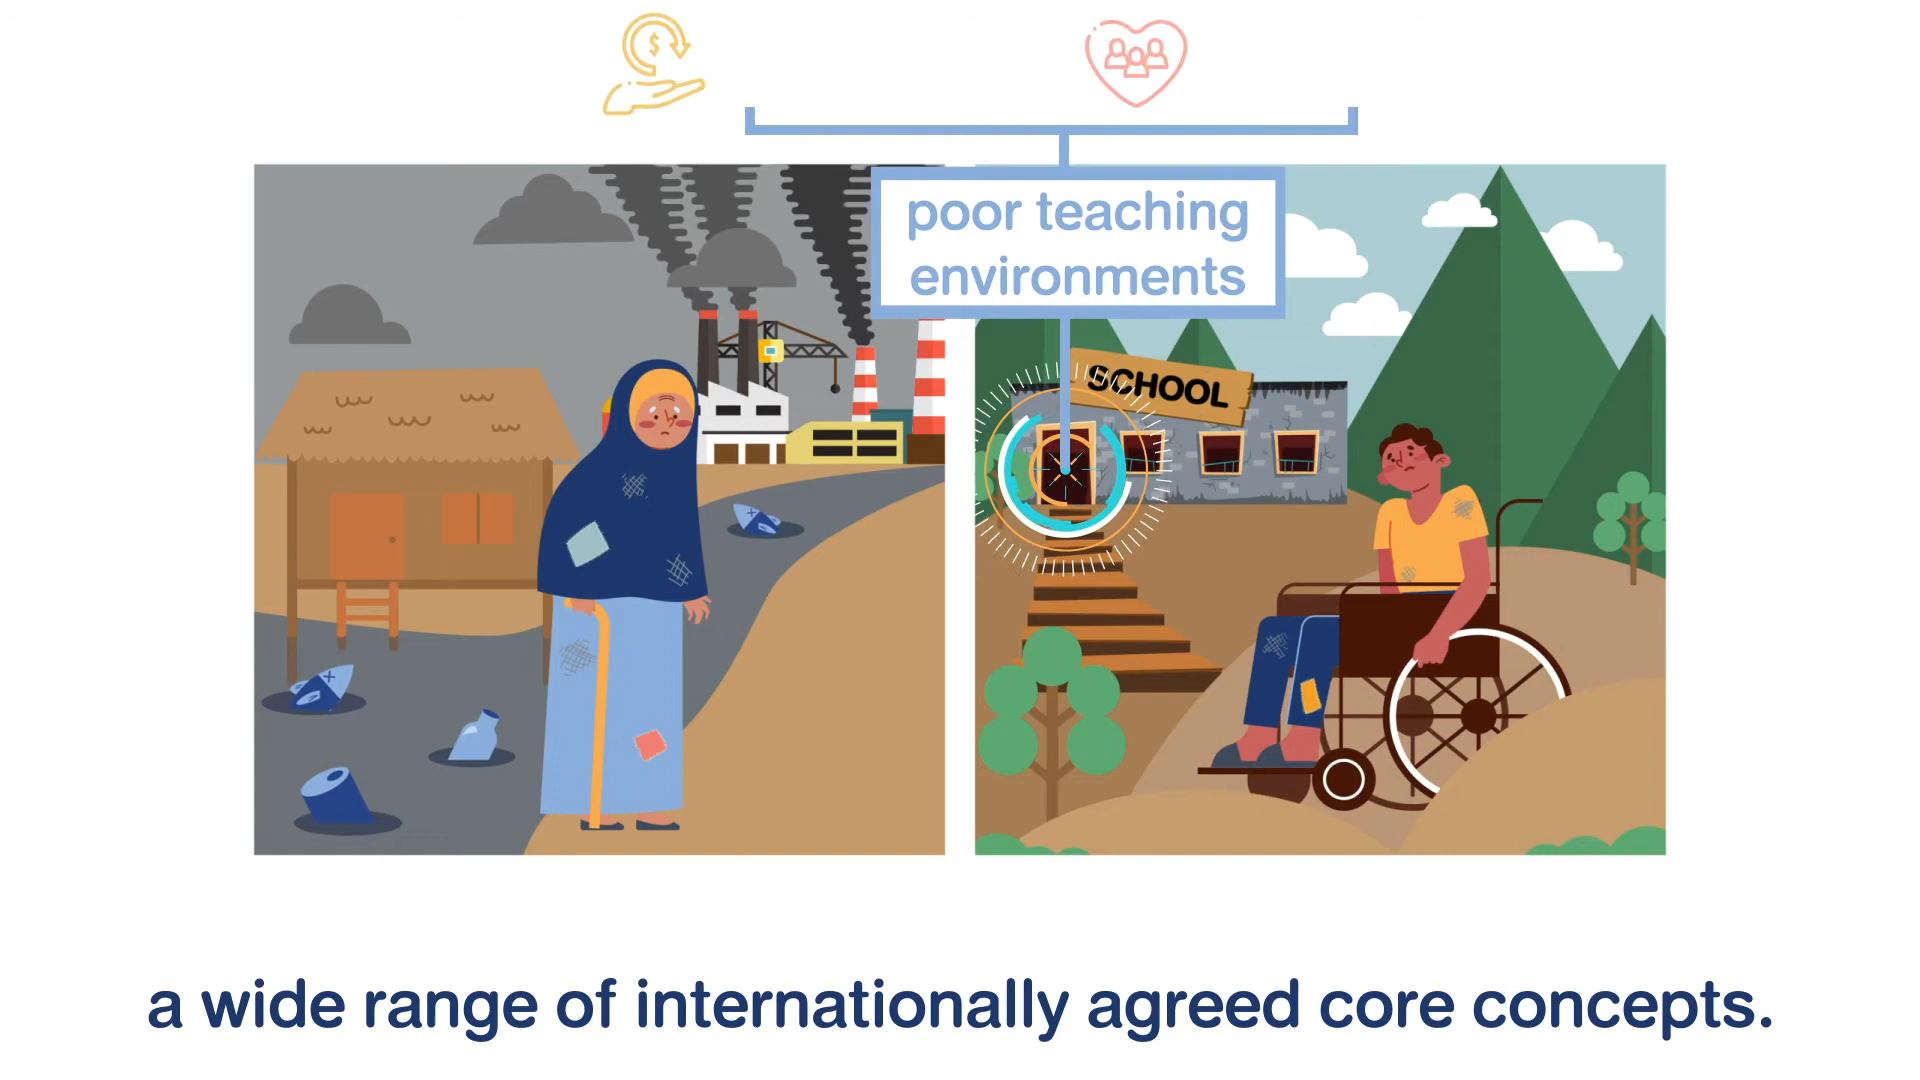 $
poor teaching
environments
SCHOOL
a wide range of internationally agreed core concepts.